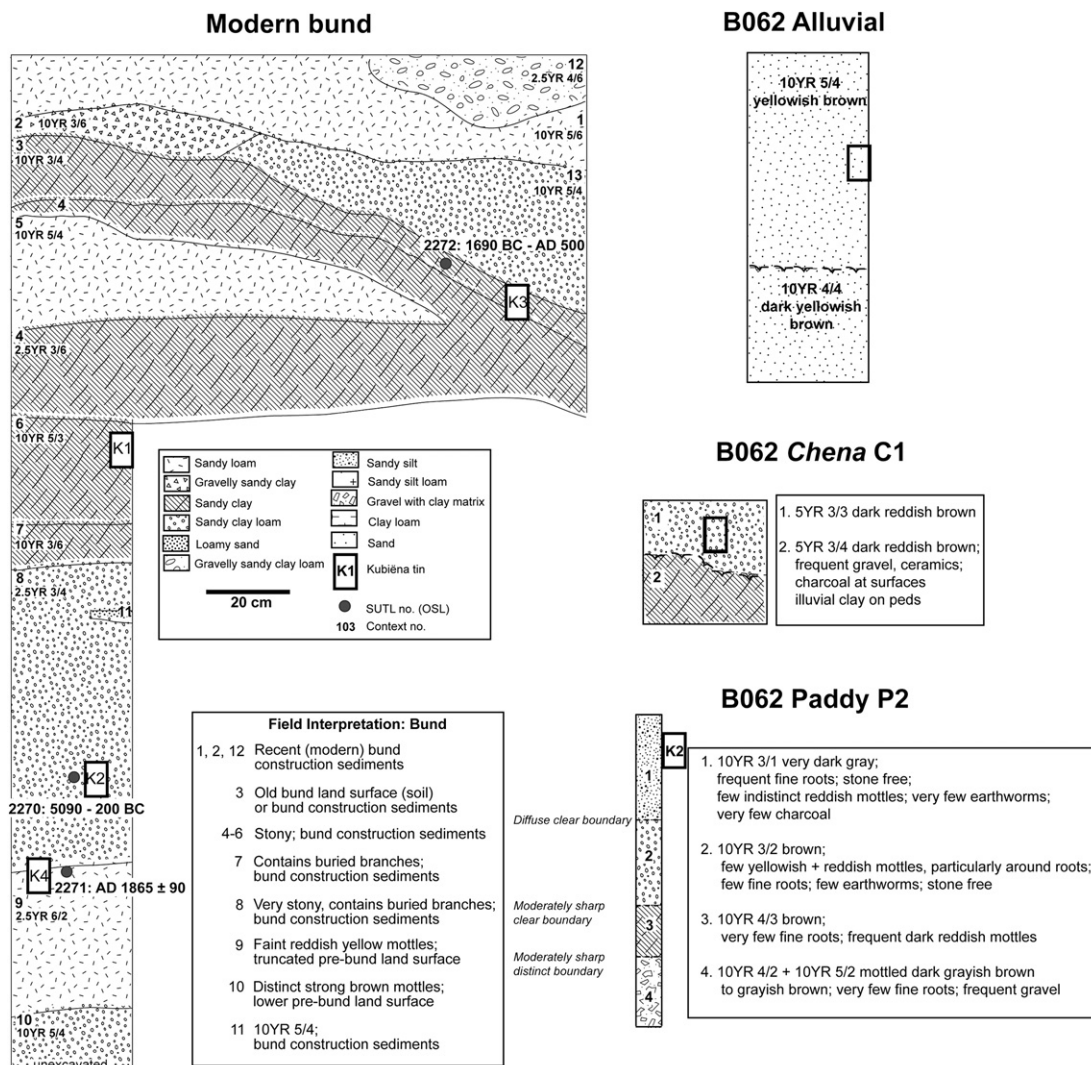 Modern bund
12
2.5YR 4/6
1
10YR 5/6
2
10YR 3/6
3
10YR 3/4
13
10YR 5/4
4
5
10YR 5/4
2272: 1690 BC - AD 500
K3
4
2.5YR 3/6
6
10YR 5/3
K1
7
10YR 3/6
8
2.5YR 3/4
11
K2
2270: 5090 - 200 BC
K4
2271: AD 1865 ± 90
9
2.5YR 6/2
10
10YR 5/4
unexcavated
Sandy loam
Gravelly sandy clay
Sandy clay
Sandy clay loam
Loamy sand
Gravelly sandy clay loam
20 cm
Sandy silt
Sandy silt loam
Gravel with clay matrix
Clay loam
Sand
K1
Kubiëna tin
SUTL no. (OSL)
103
Context no.
Field Interpretation: Bund
1, 2, 12 Recent (modern) bund
construction sediments
3 Old bund land surface (soil)
or bund construction sediments
4-6 Stony; bund construction sediments
7 Contains buried branches;
bund construction sediments
8 Very stony, contains buried branches;
bund construction sediments
9 Faint reddish yellow mottles;
truncated pre-bund land surface
10 Distinct strong brown mottles;
lower pre-bund land surface
11 10YR 5/4;
bund construction sediments
B062 Alluvial
10YR 5/4
yellowish brown
10YR 4/4
dark yellowish
brown
B062 Chena C1
1
2
1. 5YR 3/3 dark reddish brown
2. 5YR 3/4 dark reddish brown;
frequent gravel, ceramics;
charcoal at surfaces
illuvial clay on peds
B062 Paddy P2
K2
1
2
3
4
Diffuse clear boundary
Moderately sharp
clear boundary
Moderately sharp
distinct boundary
1. 10YR 3/1 very dark gray;
frequent fine roots; stone free;
few indistinct reddish mottles; very few earthworms;
very few charcoal
2. 10YR 3/2 brown;
few yellowish + reddish mottles, particularly around roots;
few fine roots; few earthworms; stone free
3. 10YR 4/3 brown;
very few fine roots; frequent dark reddish mottles
4. 10YR 4/2 + 10YR 5/2 mottled dark grayish brown
to grayish brown; very few fine roots; frequent gravel